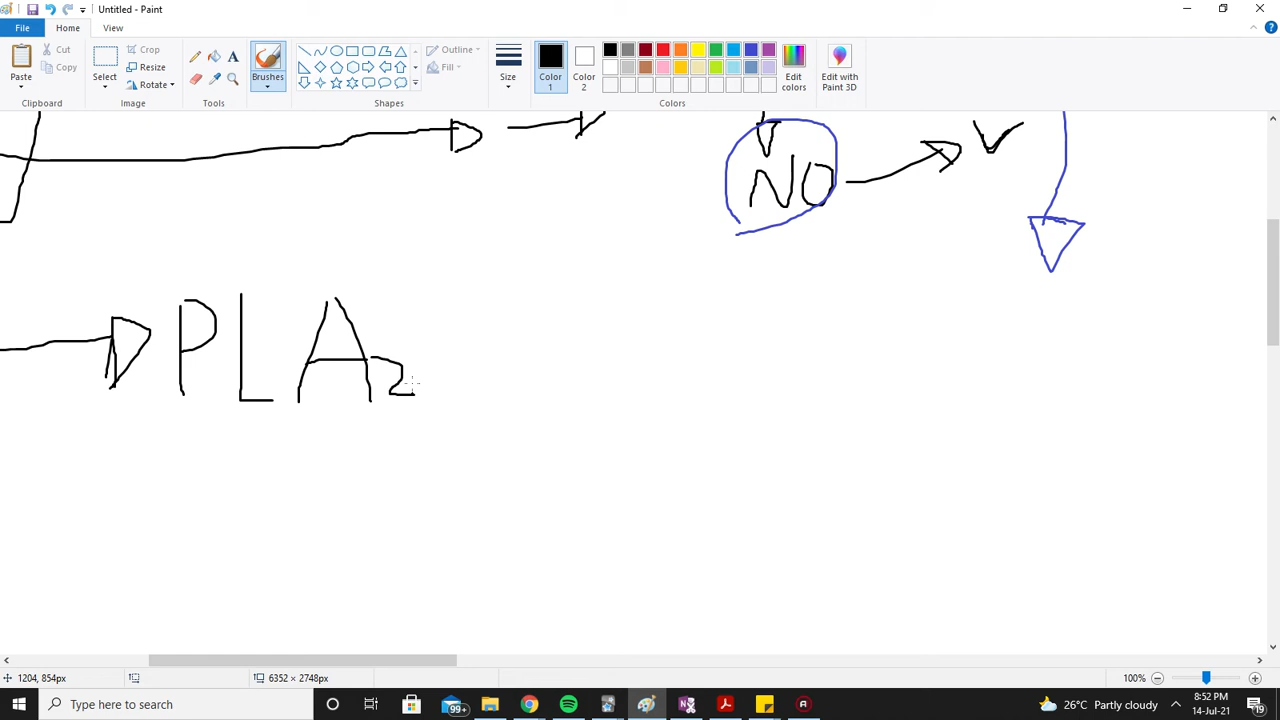 Untitled - Paint
File Home View
Paste
Cut
Copy
Clipboard
Select
Crop
Resize
Rotate
Image
Tools
Brushes
Outline
Fill
Shapes
Size
Color 1
Color 2
Edit colors
Colors
Edit with Paint 3D
NO
PLA2
1204, 854px
6352 × 2748px
100%
Type here to search
99+
26°C Partly cloudy
8:52 PM
14-Jul-21
19